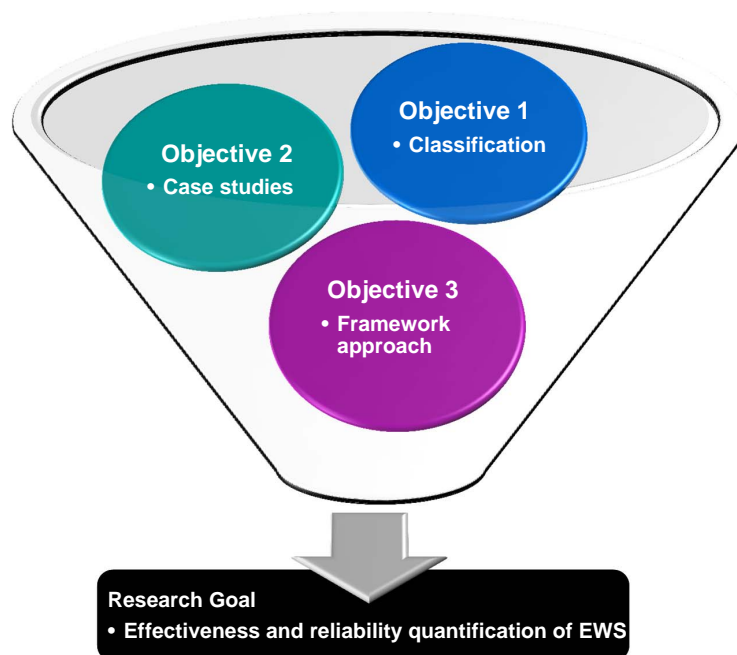 Objective 1
• Classification
Objective 2
• Case studies
Objective 3
• Framework
approach
Research Goal
• Effectiveness and reliability quantification of EWS